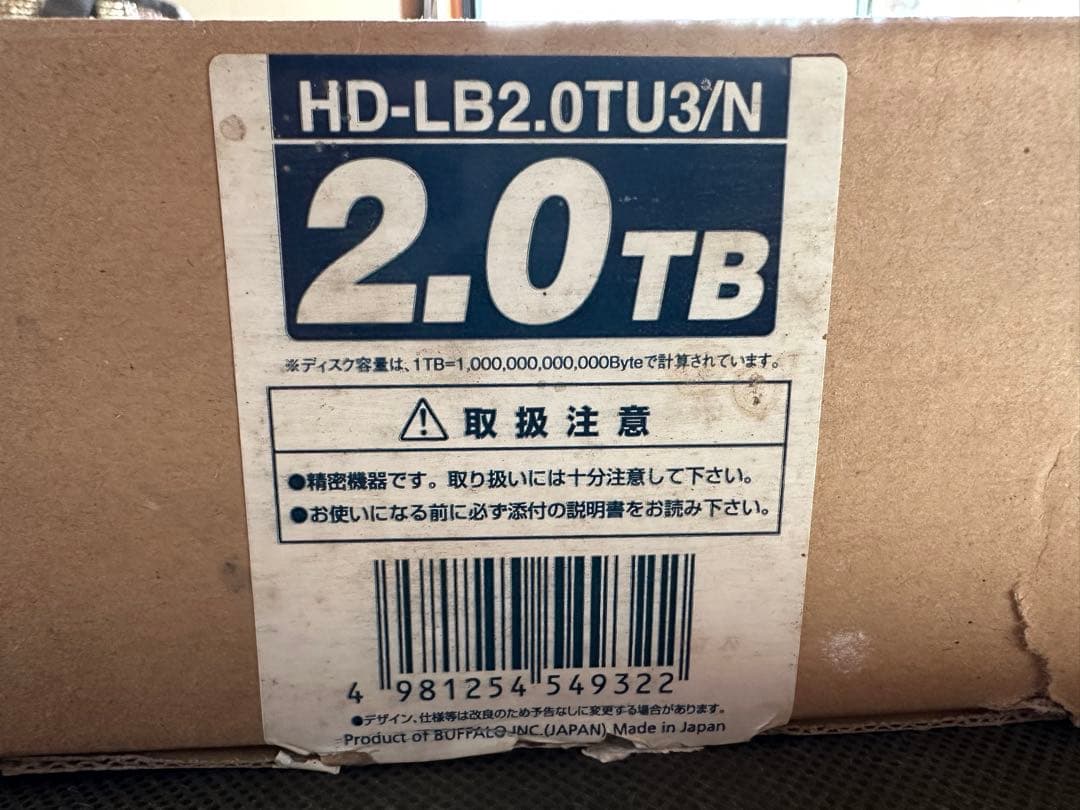 HD-LB2.0TU3/N
2.0TB
※ディスク容量は、1TB=1,000,000,000,000Byteで計算されています。
取扱注意
●精密機器です。取り扱いには十分注意して下さい。
●お使いになる前に必ず添付の説明書をお読み下さい。
4 981254 549322
●デザイン、仕様等は改良のため予告なしに変更する場合があります。
Product of BUFFALO INC.(JAPAN) Made in Japan